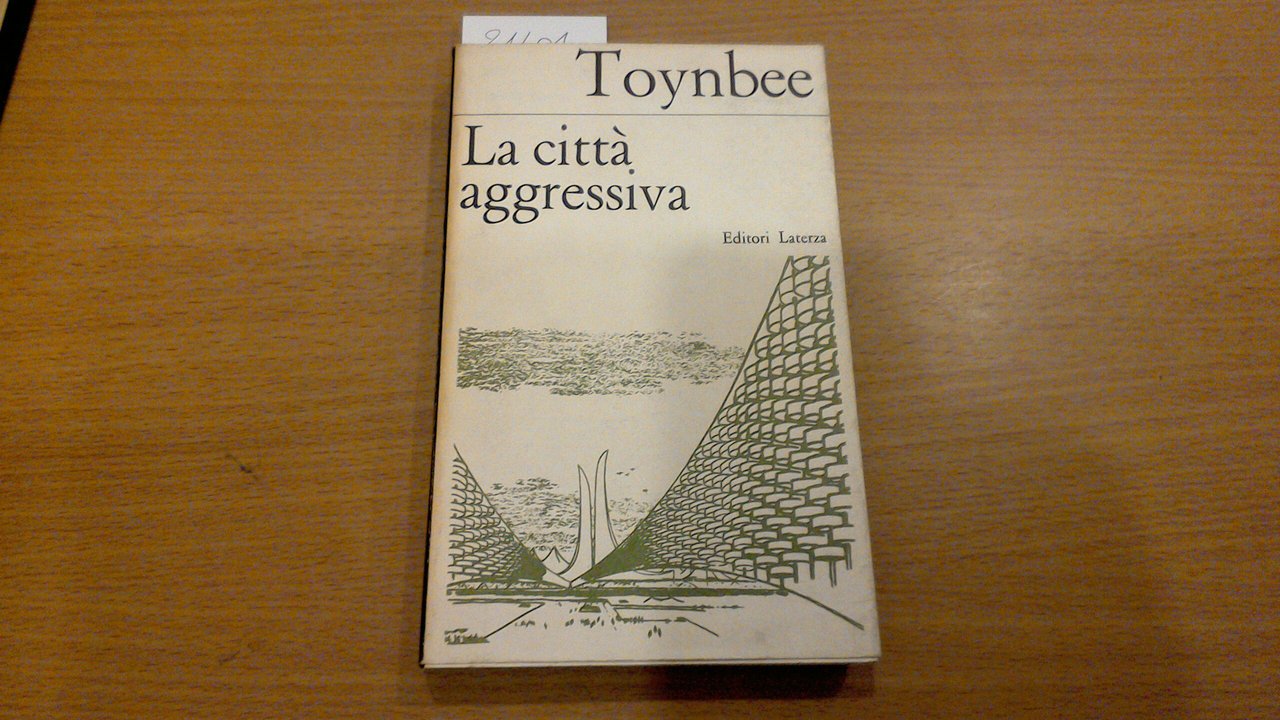 Toynbee
La città
aggressiva
Editori Laterza